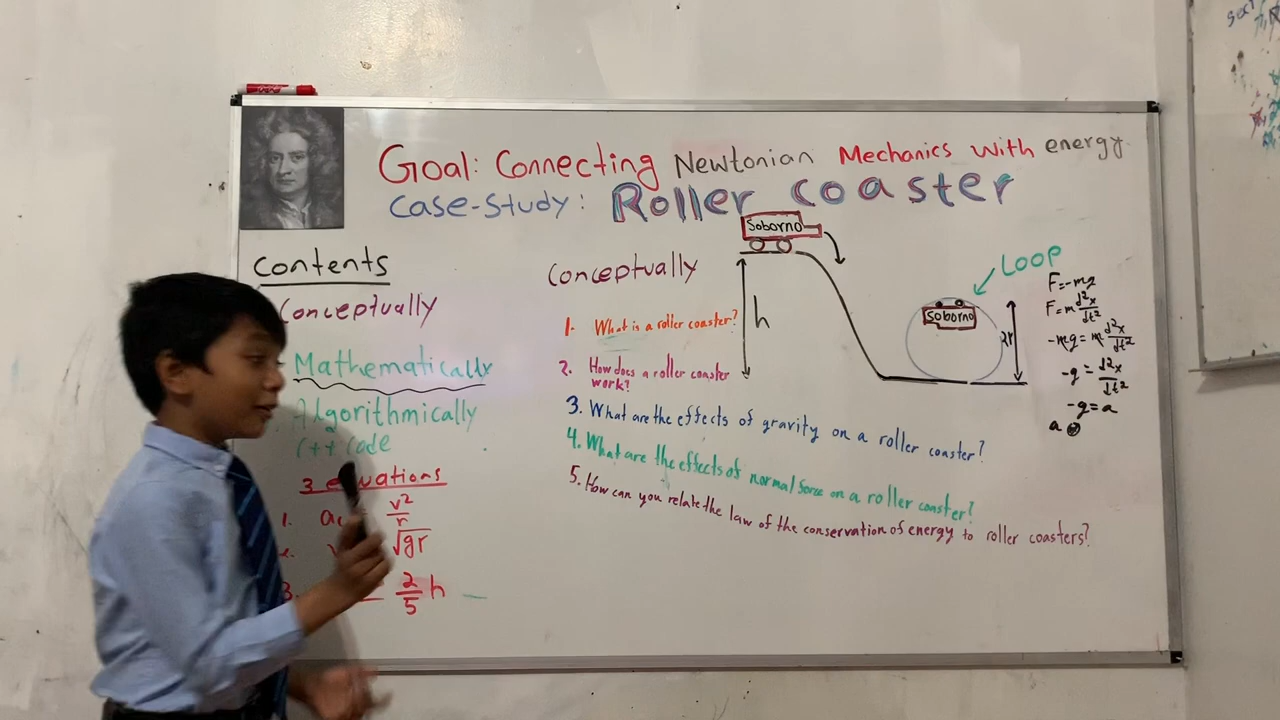 Goal: Connecting Newtonian Mechanics with energy
Case-Study: Roller coaster
Contents
Conceptually
Mathematically
Algorithmically
C++ Code
3 equations
1. a v²/r
√gr
3. 2/5 h
Conceptually
1. What is a roller coaster?
2. How does a roller coaster
work?
3. What are the effects of gravity on a roller coaster?
4. What are the effects of normal force on a roller coaster?
5. How can you relate the law of the conservation of energy to roller coasters?
Soborno
h
LOOP
Soborno
2r
F=-mg
F=m d²x/dt²
-mg=m d²x/dt²
-g = d²x/dt²
-g=a
a